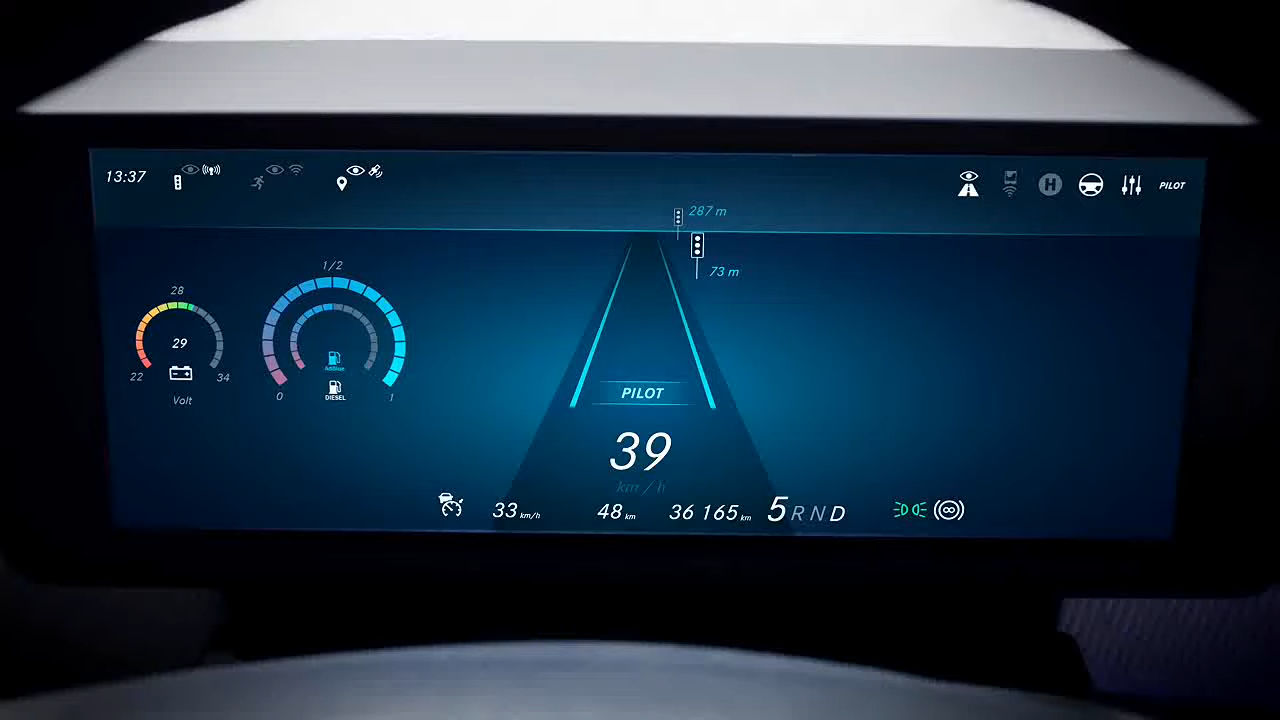 13:37
H
PILOT
287 m
73 m
28
29
22
34
Volt
1/2
AdBlue
DIESEL
0
1
PILOT
39
km/h
33 km/h
48 km
36 165 km
5 R N D